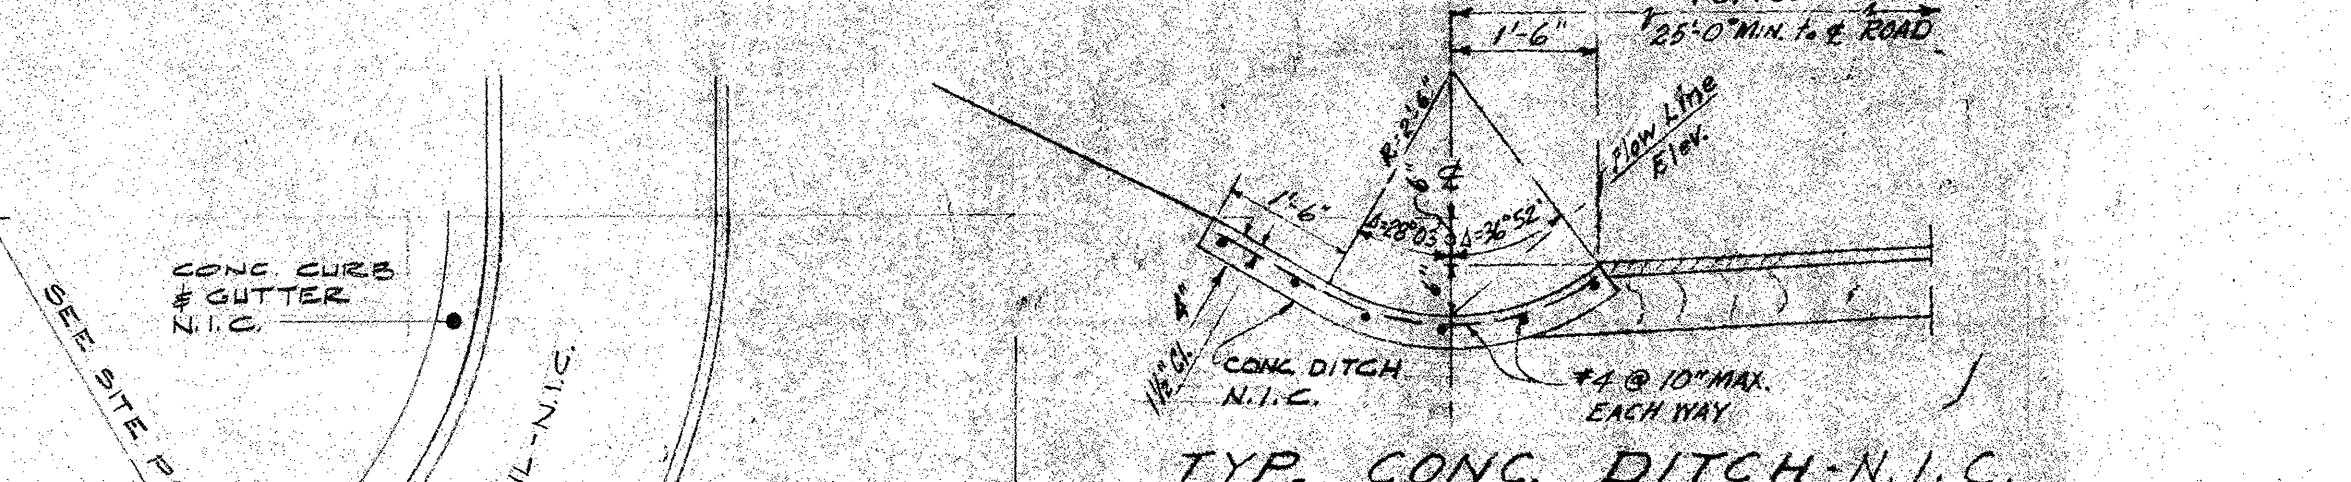 25'-0" MIN. to ℄ ROAD
1'-6"
R=2'-6"
Flow Line
Elev.
6"
℄
1'-6"
Δ=28°03'
Δ=36°52'
6"
4"
1½" Cl.
CONC. CURB
& GUTTER
N.I.C.
SEE SITE P
L-N.I.C.
CONC. DITCH
N.I.C.
#4 @ 10" MAX.
EACH WAY
TYP. CONC. DITCH-N.I.C.